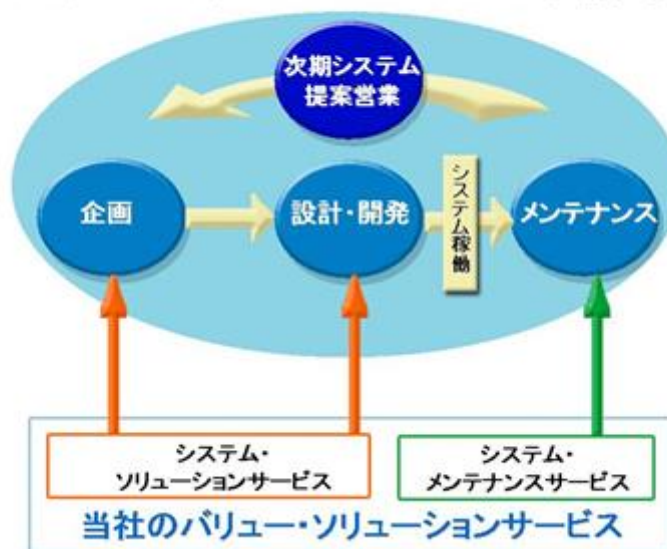 次期システム
提案営業
企画
設計・開発
システム稼働
メンテナンス
システム・
ソリューションサービス
システム・
メンテナンスサービス
当社のバリュー・ソリューションサービス